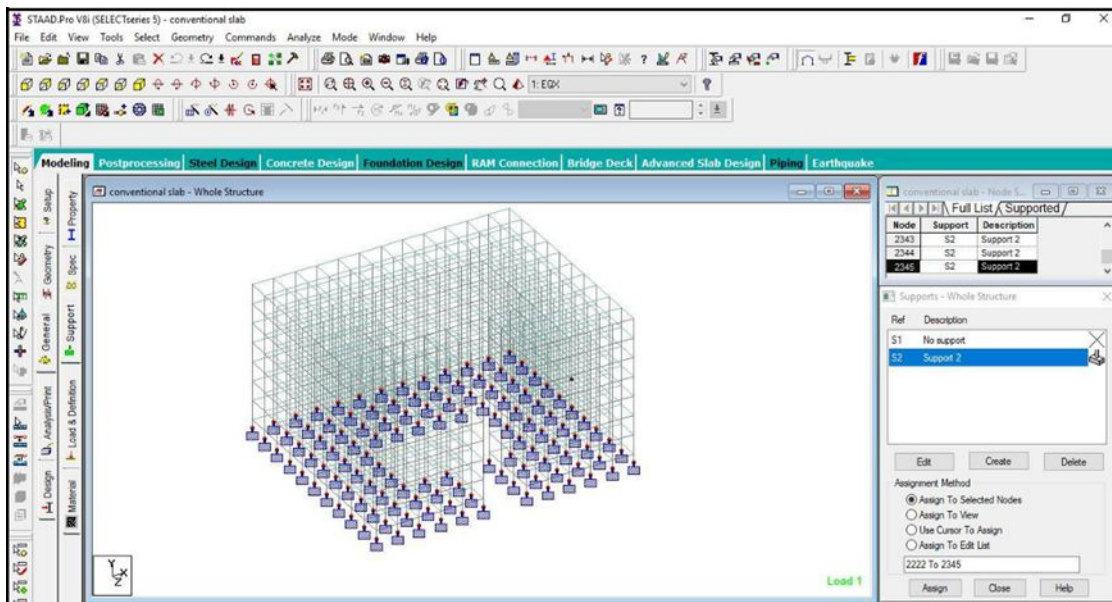 STAAD.Pro V8i (SELECTseries 5) - conventional slab
File Edit View Tools Select Geometry Commands Analyze Mode Window Help
1: EQX
Modeling Postprocessing Steel Design Concrete Design Foundation Design RAM Connection Bridge Deck Advanced Slab Design Piping Earthquake
Setup
Geometry
General
Analysis/Print
Design
Property
Spec
Support
Load & Definition
Material
conventional slab - Whole Structure
Load 1
conventional slab - Node S...
Full List Supported
Node Support Description
2343 S2 Support 2
2344 S2 Support 2
2345 S2 Support 2
Supports - Whole Structure
Ref Description
S1 No support
S2 Support 2
Edit Create Delete
Assignment Method
Assign To Selected Nodes
Assign To View
Use Cursor To Assign
Assign To Edit List
2222 To 2345
Assign Close Help
Y
X
Z